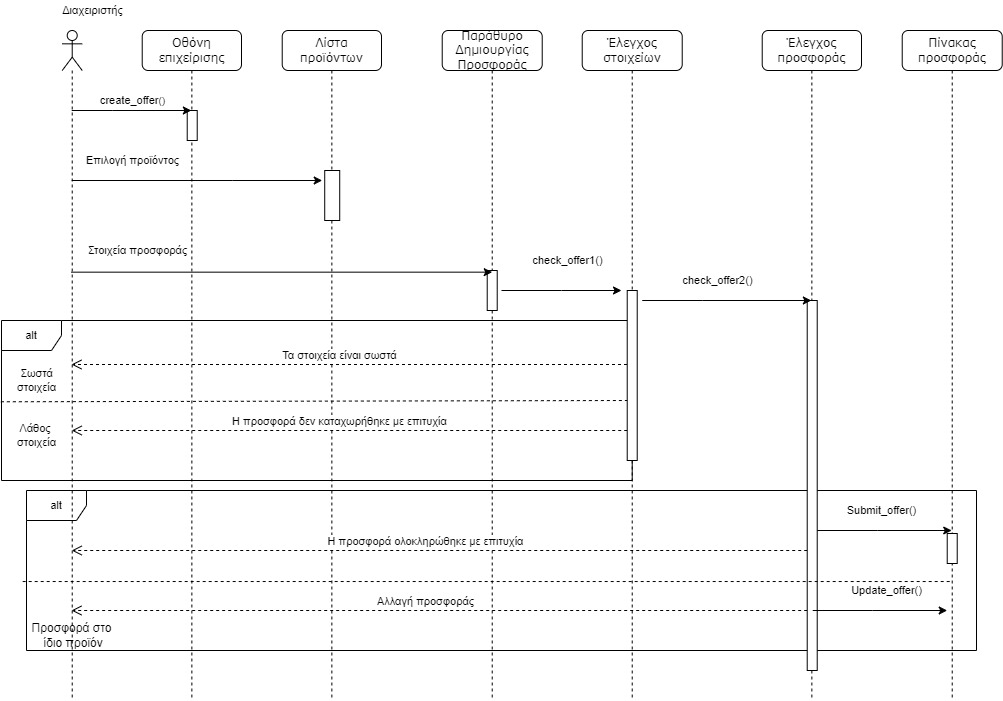 Διαχειριστής
Οθόνη
επιχείρισης
Λίστα
προϊόντων
Παράθυρο
Δημιουργίας
Προσφοράς
Έλεγχος
στοιχείων
Έλεγχος
προσφοράς
Πίνακας
προσφοράς
create_offer()
Επιλογή προϊόντος
Στοιχεία προσφοράς
check_offer1()
check_offer2()
alt
Τα στοιχεία είναι σωστά
Σωστά
στοιχεία
Η προσφορά δεν καταχωρήθηκε με επιτυχία
Λάθος
στοιχεία
alt
Submit_offer()
Η προσφορά ολοκληρώθηκε με επιτυχία
Update_offer()
Αλλαγή προσφοράς
Προσφορά στο
ίδιο προϊόν